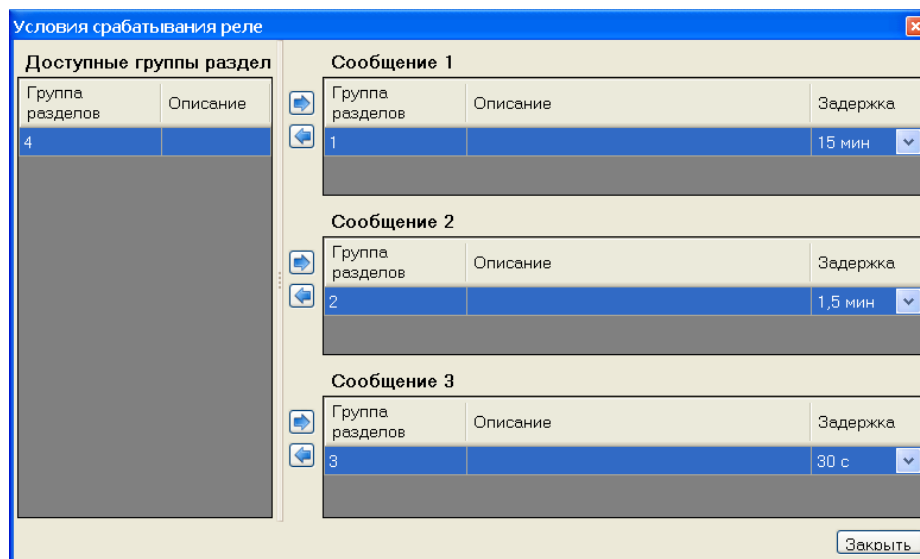 Условия срабатывания реле
Доступные группы раздел
Группа разделов
Описание
4
Сообщение 1
Группа разделов
Описание
Задержка
1
15 мин
Сообщение 2
Группа разделов
Описание
Задержка
2
1,5 мин
Сообщение 3
Группа разделов
Описание
Задержка
3
30 с
Закрыть